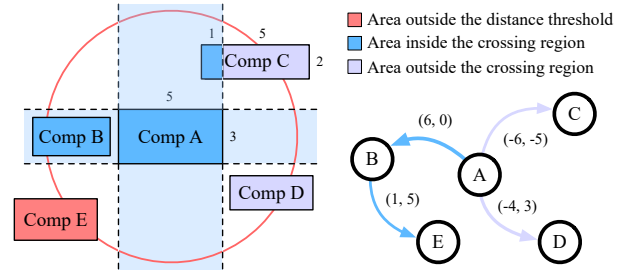 Area outside the distance threshold
Area inside the crossing region
Area outside the crossing region
1
5
Comp C
2
5
Comp B
Comp A
3
Comp D
Comp E
(6, 0)
C
(-6, -5)
B
A
(1, 5)
(-4, 3)
E
D